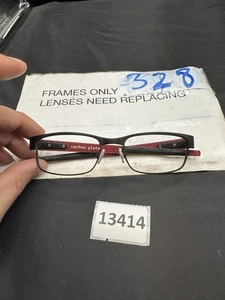 328
FRAMES ONLY
LENSES NEED REPLACING
carbon plate
13414